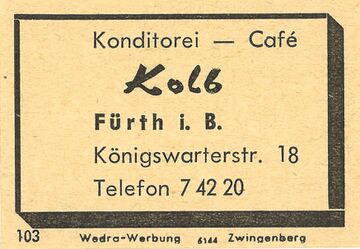 Konditorei — Café
Kolb
Fürth i. B.
Königswarterstr. 18
Telefon 7 42 20
103 Wedra-Werbung 6144 Zwingenberg